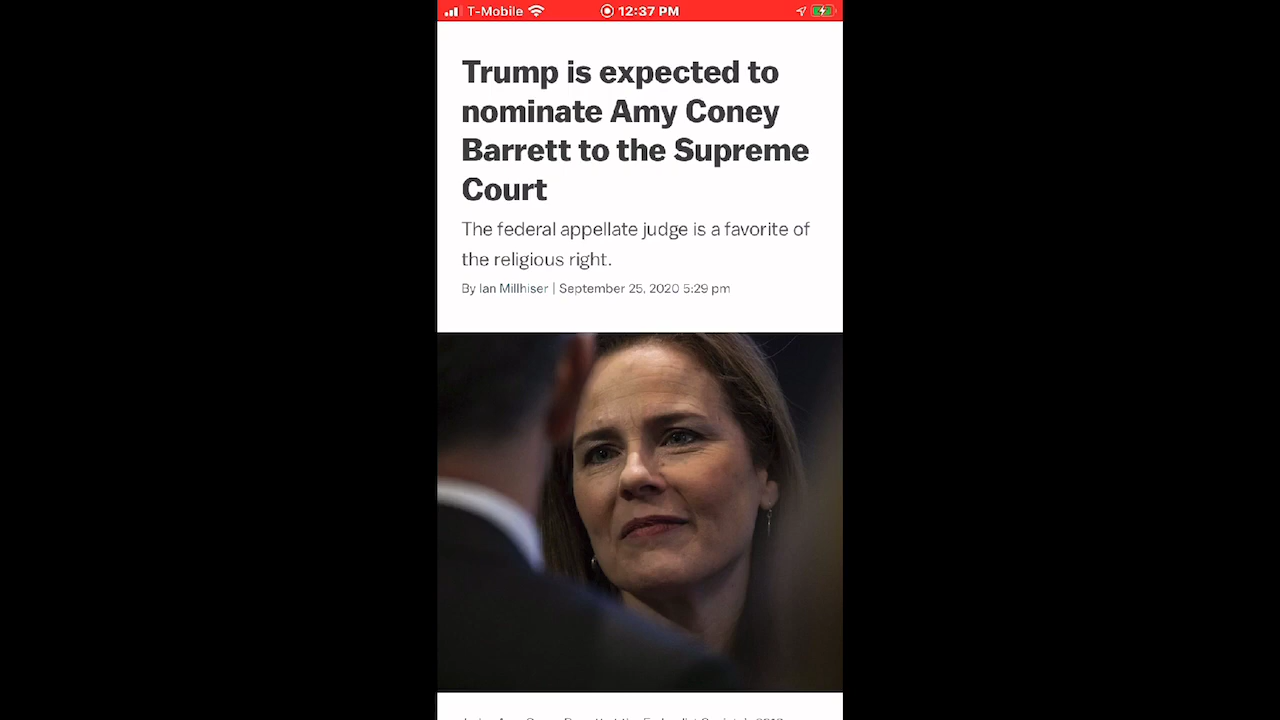 T-Mobile 12:37 PM
Trump is expected to
nominate Amy Coney
Barrett to the Supreme
Court
The federal appellate judge is a favorite of
the religious right.
By Ian Millhiser | September 25, 2020 5:29 pm